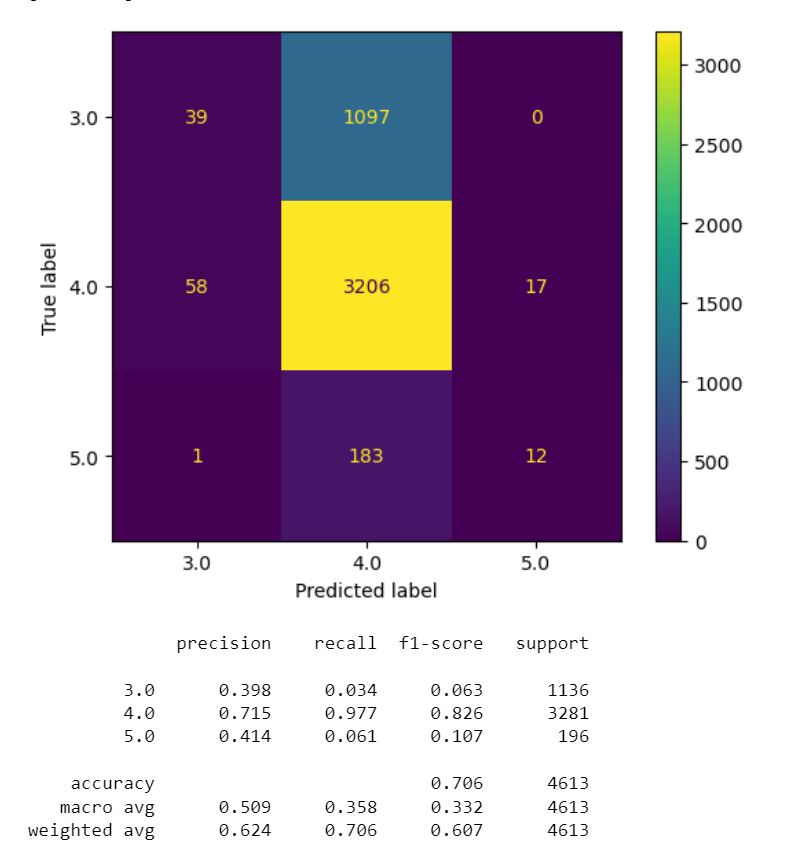 3.0 39 1097 0 3000
2500
2000
True label 4.0 58 3206 17 1500
1000
5.0 1 183 12 500
0
3.0 4.0 5.0
Predicted label
precision recall f1-score support
3.0 0.398 0.034 0.063 1136
4.0 0.715 0.977 0.826 3281
5.0 0.414 0.061 0.107 196
accuracy 0.706 4613
macro avg 0.509 0.358 0.332 4613
weighted avg 0.624 0.706 0.607 4613